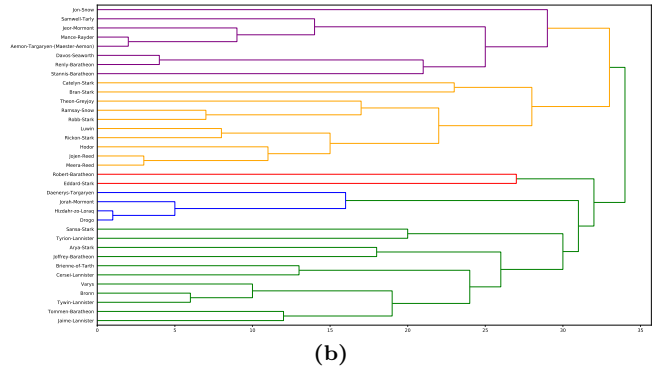 Jon-Snow
Samwell-Tarly
Jeor-Mormont
Mance-Rayder
Aemon-Targaryen-(Maester-Aemon)
Davos-Seaworth
Renly-Baratheon
Stannis-Baratheon
Catelyn-Stark
Bran-Stark
Theon-Greyjoy
Ramsay-Snow
Robb-Stark
Luwin
Rickon-Stark
Hodor
Jojen-Reed
Meera-Reed
Robert-Baratheon
Eddard-Stark
Daenerys-Targaryen
Jorah-Mormont
Hizdahr-zo-Loraq
Drogo
Sansa-Stark
Tyrion-Lannister
Arya-Stark
Joffrey-Baratheon
Brienne-of-Tarth
Cersei-Lannister
Varys
Bronn
Tywin-Lannister
Tommen-Baratheon
Jaime-Lannister
0 5 10 15 20 25 30 35
(b)